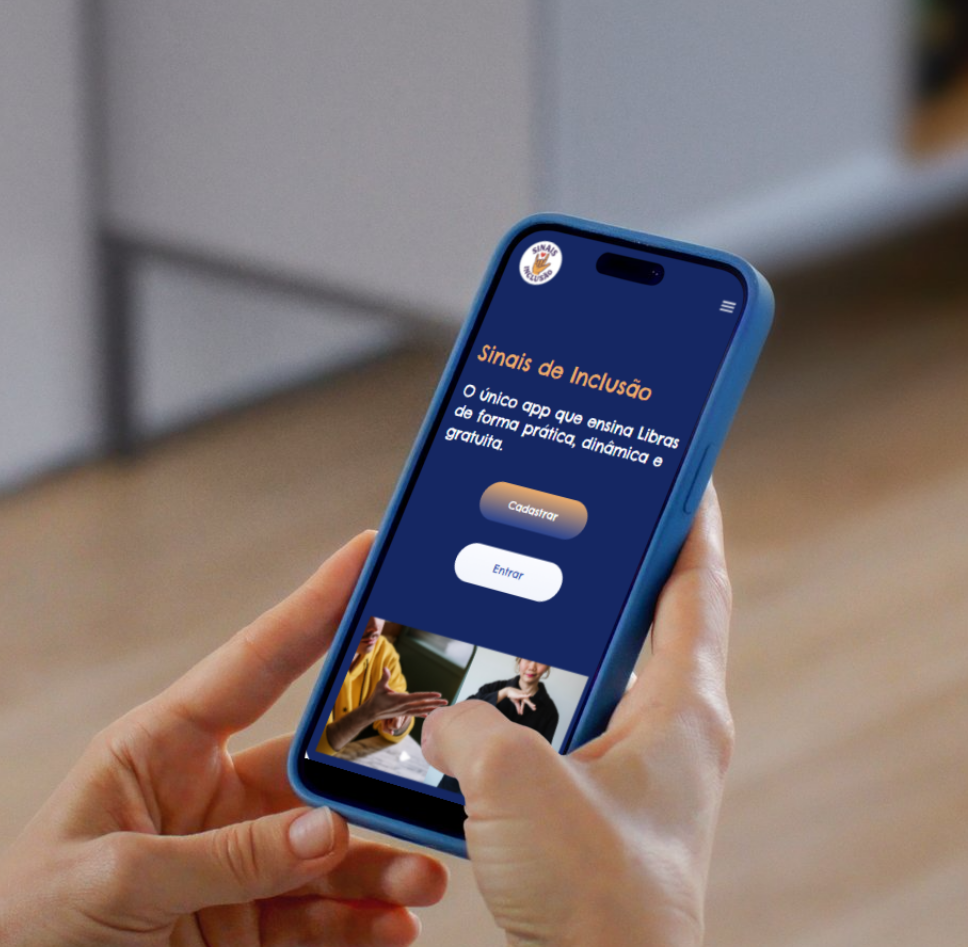 SINAIS
INCLUSÃO
Sinais de Inclusão
O único app que ensina Libras
de forma prática, dinâmica e
gratuita.
Cadastrar
Entrar